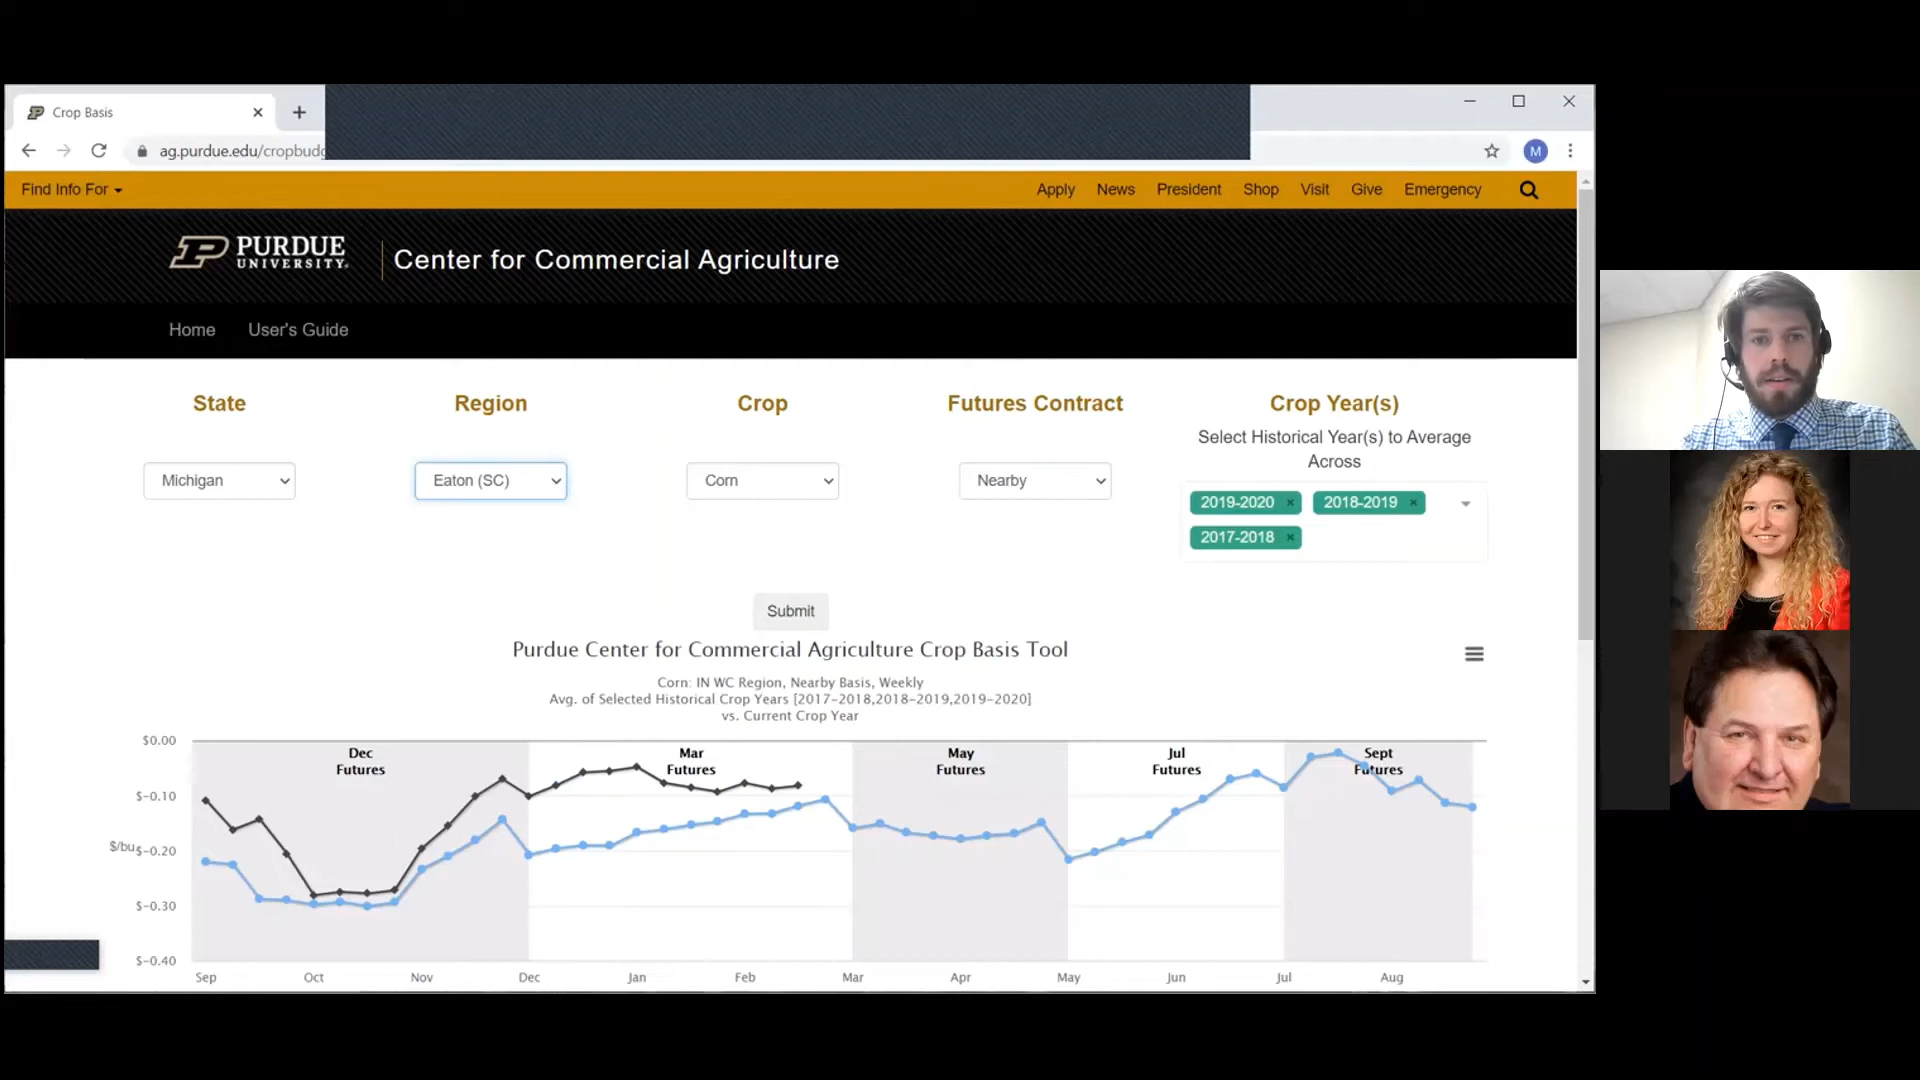 Crop Basis
ag.purdue.edu/cropbudg
M
Find Info For
Apply News President Shop Visit Give Emergency
PURDUE
UNIVERSITY.
Center for Commercial Agriculture
Home User's Guide
State Region Crop Futures Contract Crop Year(s)
Select Historical Year(s) to Average
Across
Michigan Eaton (SC) Corn Nearby
2019-2020 × 2018-2019 ×
2017-2018 ×
Submit
Purdue Center for Commercial Agriculture Crop Basis Tool
Corn: IN WC Region, Nearby Basis, Weekly
Avg. of Selected Historical Crop Years [2017-2018,2018-2019,2019-2020]
vs. Current Crop Year
$0.00
Dec
Futures
Mar
Futures
May
Futures
Jul
Futures
Sept
Futures
$-0.10
$/bu
$-0.20
$-0.30
$-0.40
Sep Oct Nov Dec Jan Feb Mar Apr May Jun Jul Aug